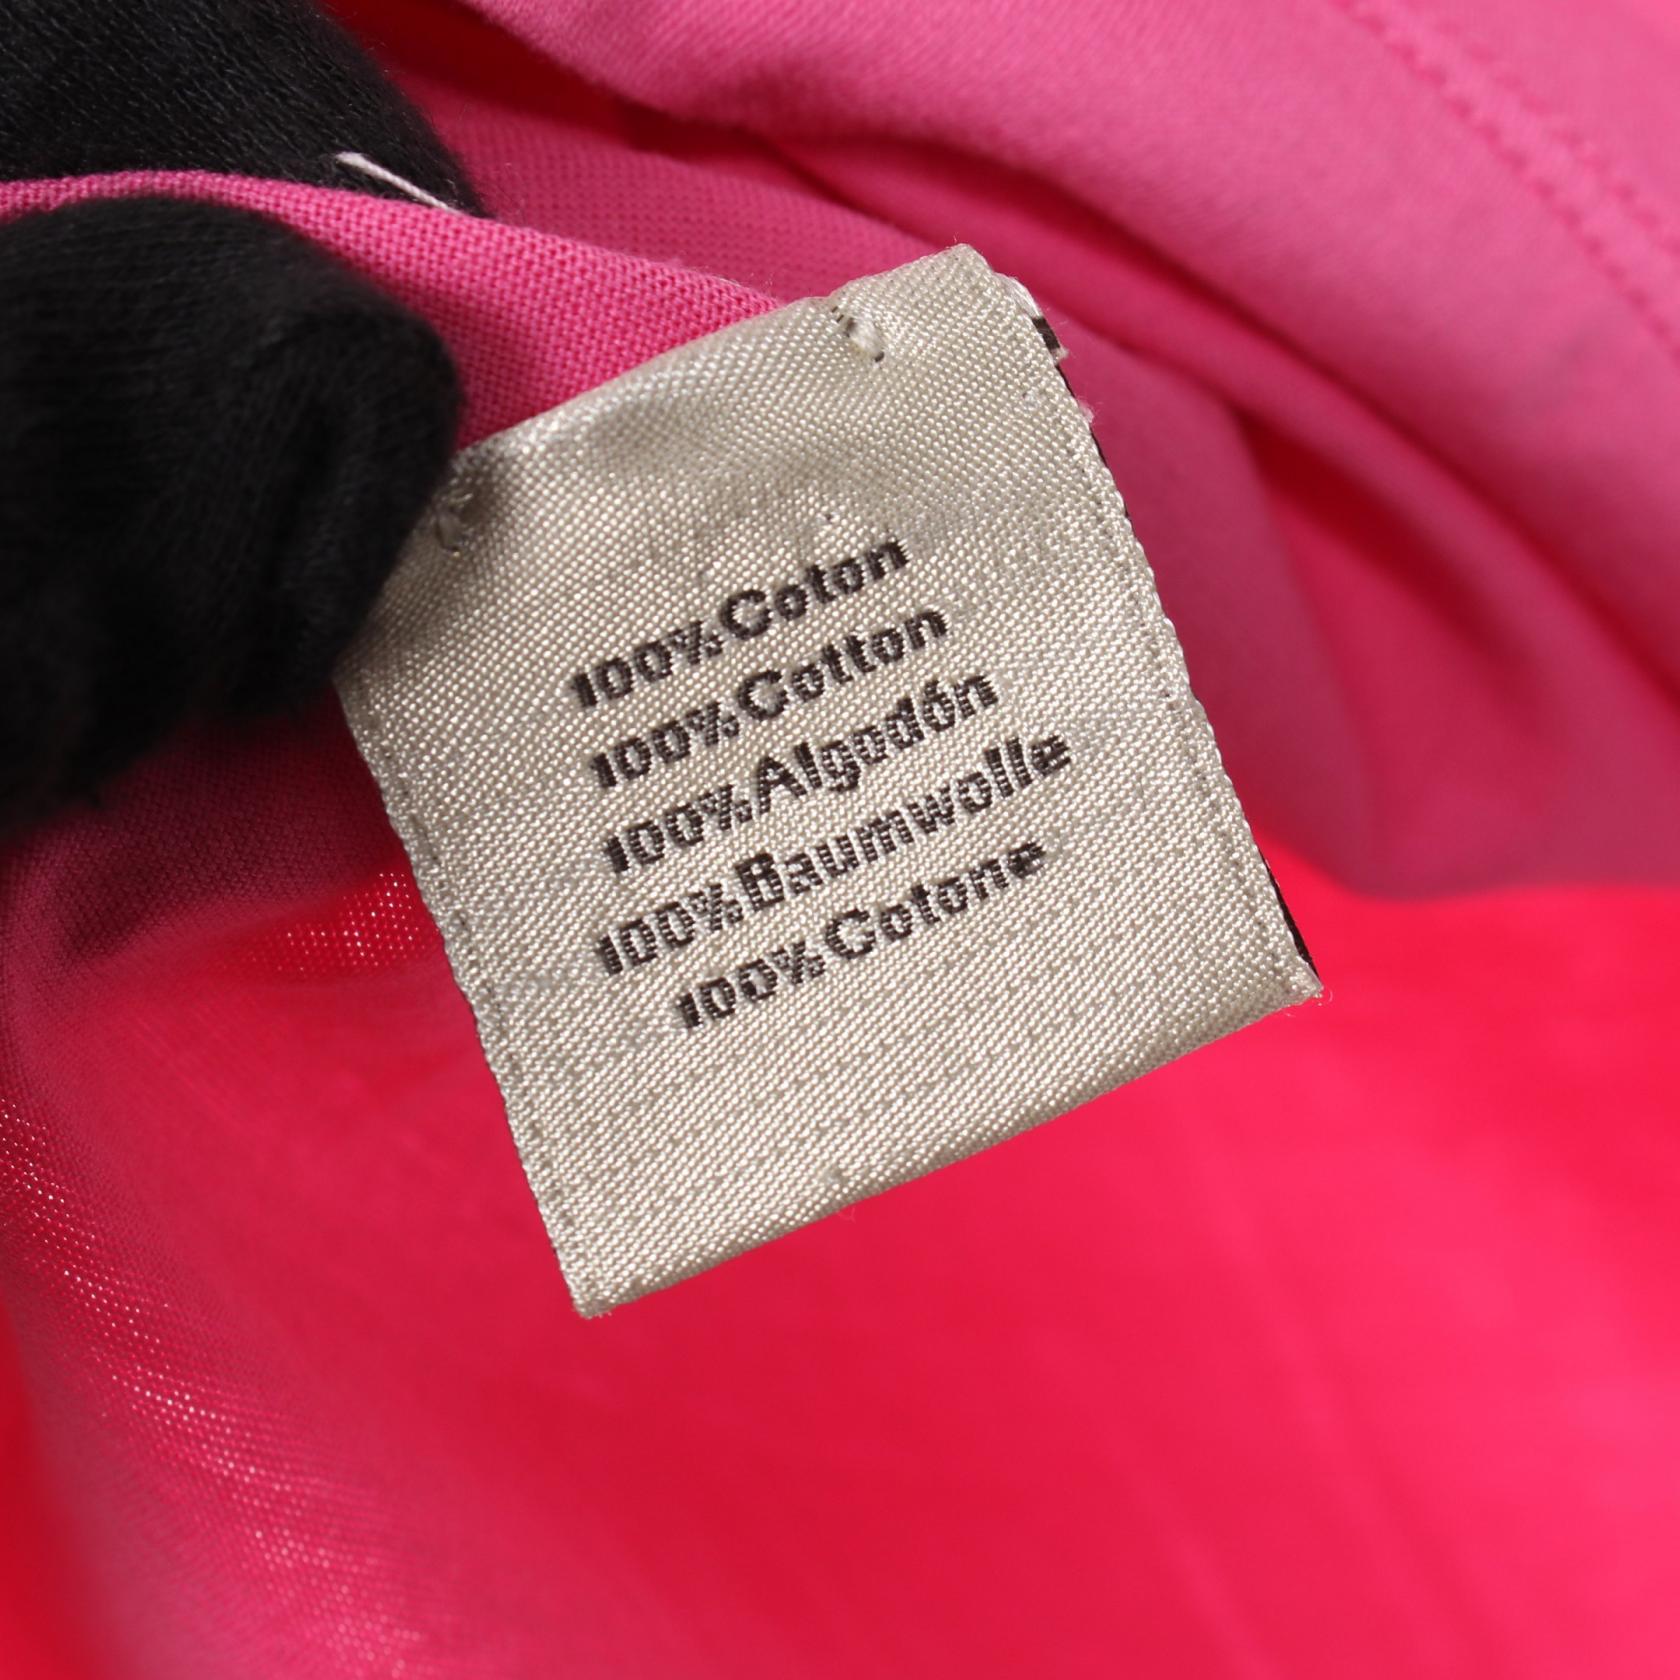 100% Coton
100% Cotton
100% Algodón
100% Baumwolle
100% Cotone